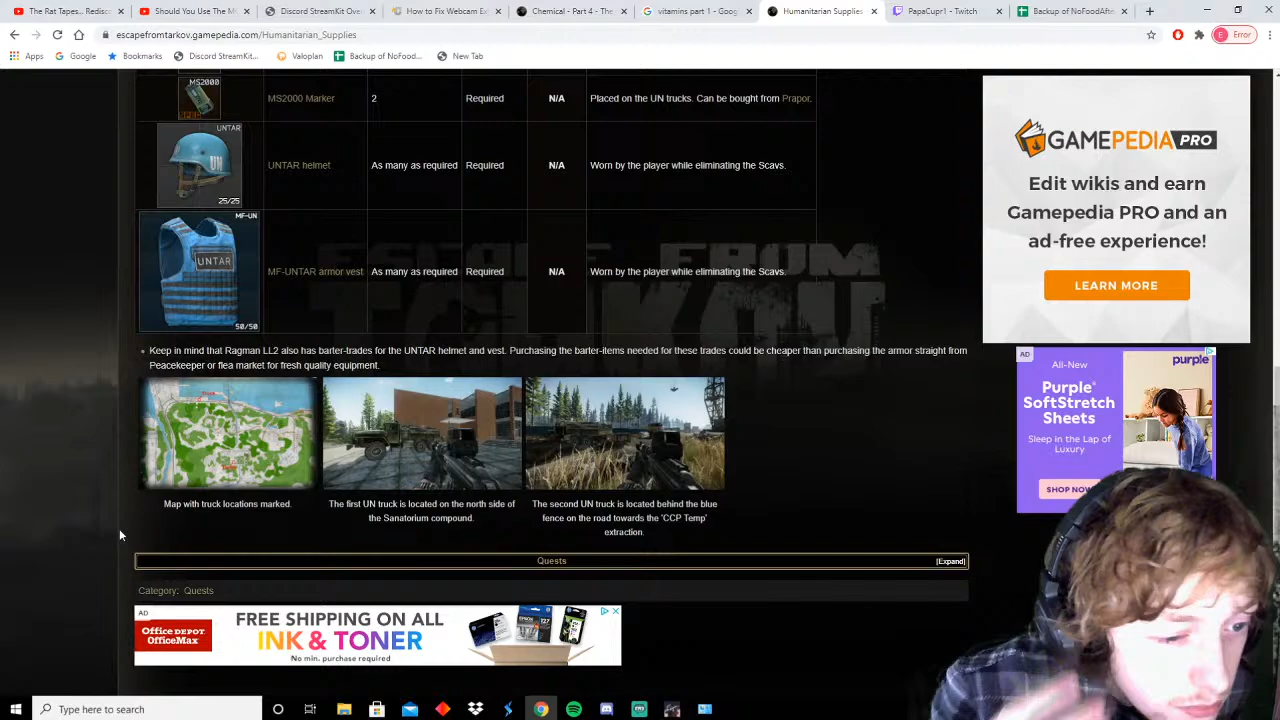 The Rat Tapes... Redisc...
Should You Use The M...
Discord StreamKit Ove...
How to Fix Webcam Ex...
Chemical - Part 4 - The...
vitamins part 1 - Goog...
Humanitarian Supplies
PapaCup1 - Twitch
Backup of NoFoodAfte...
escapefromtarkov.gamepedia.com/Humanitarian_Supplies
E Error
Apps Google Bookmarks Discord StreamKit... Valoplan Backup of NoFood... New Tab
MS2000
MS2000 Marker 2 Required N/A Placed on the UN trucks. Can be bought from Prapor.
UNTAR
UN
25/25
UNTAR helmet As many as required Required N/A Worn by the player while eliminating the Scavs.
MF-UN
UNTAR
50/50
MF-UNTAR armor vest As many as required Required N/A Worn by the player while eliminating the Scavs.
ESCAPE FROM
TARKOV
Keep in mind that Ragman LL2 also has barter-trades for the UNTAR helmet and vest. Purchasing the barter-items needed for these trades could be cheaper than purchasing the armor straight from
Peacekeeper or flea market for fresh quality equipment.
Map with truck locations marked.
The first UN truck is located on the north side of
the Sanatorium compound.
The second UN truck is located behind the blue
fence on the road towards the 'CCP Temp'
extraction.
Quests [Expand]
Category: Quests
AD
Office DEPOT
OfficeMax
FREE SHIPPING ON ALL
INK & TONER
No min. purchase required
GAMEPEDIA PRO
Edit wikis and earn
Gamepedia PRO and an
ad-free experience!
LEARN MORE
AD
purple
All-New
Purple®
SoftStretch
Sheets
Sleep in the Lap of
Luxury
SHOP NOW
Type here to search